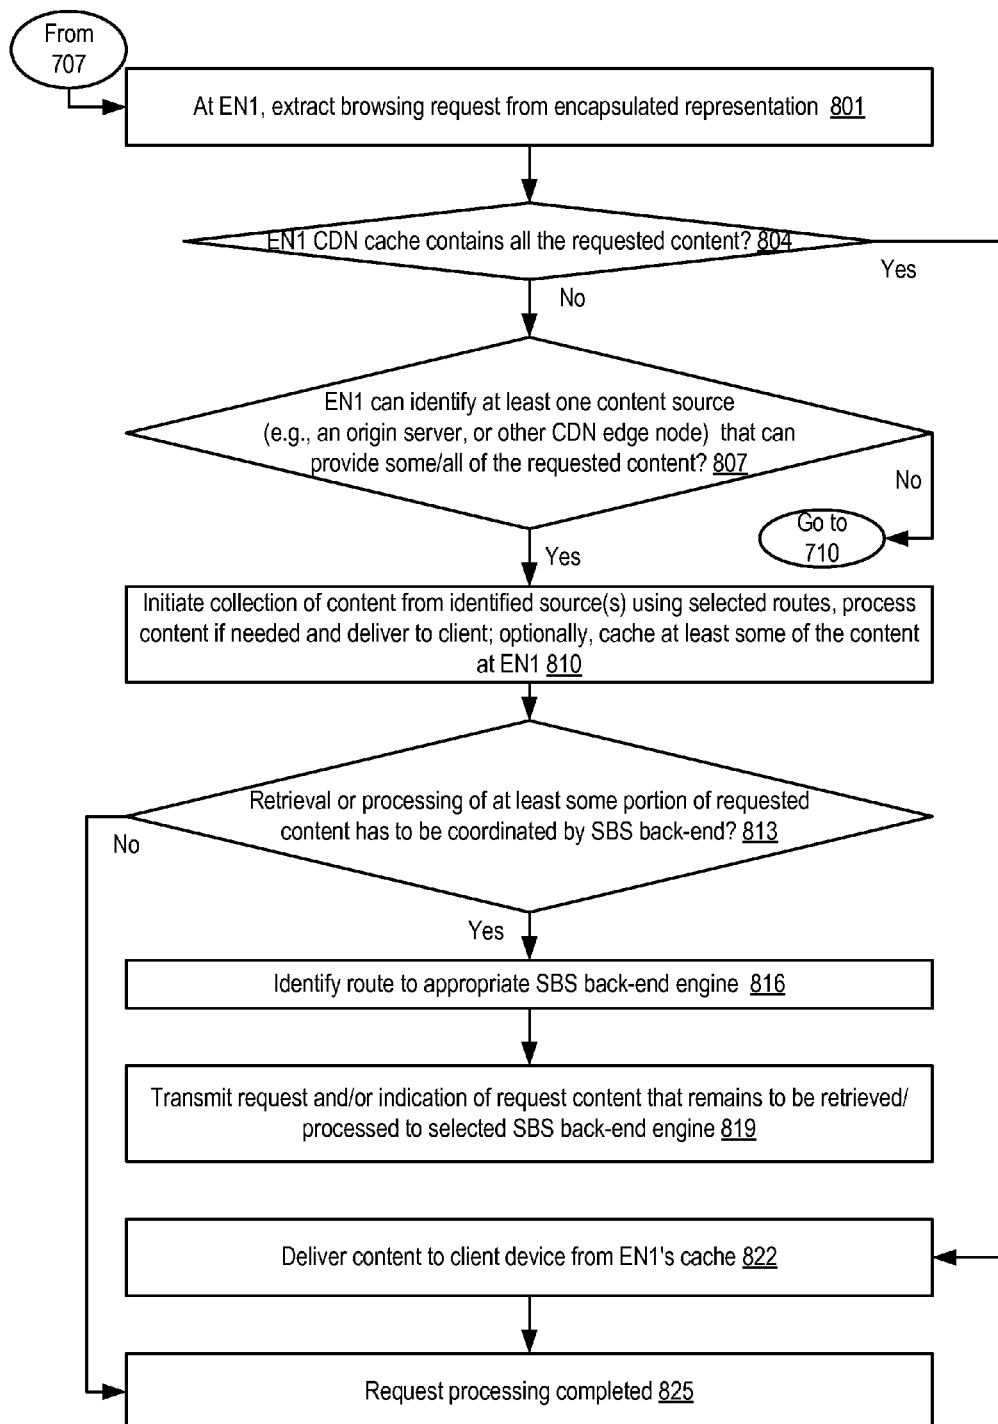 From
707
At EN1, extract browsing request from encapsulated representation 801
EN1 CDN cache contains all the requested content? 804
Yes
No
EN1 can identify at least one content source
(e.g., an origin server, or other CDN edge node) that can
provide some/all of the requested content? 807
No
Go to
710
Yes
Initiate collection of content from identified source(s) using selected routes, process
content if needed and deliver to client; optionally, cache at least some of the content
at EN1 810
Retrieval or processing of at least some portion of requested
content has to be coordinated by SBS back-end? 813
No
Yes
Identify route to appropriate SBS back-end engine 816
Transmit request and/or indication of request content that remains to be retrieved/
processed to selected SBS back-end engine 819
Deliver content to client device from EN1's cache 822
Request processing completed 825